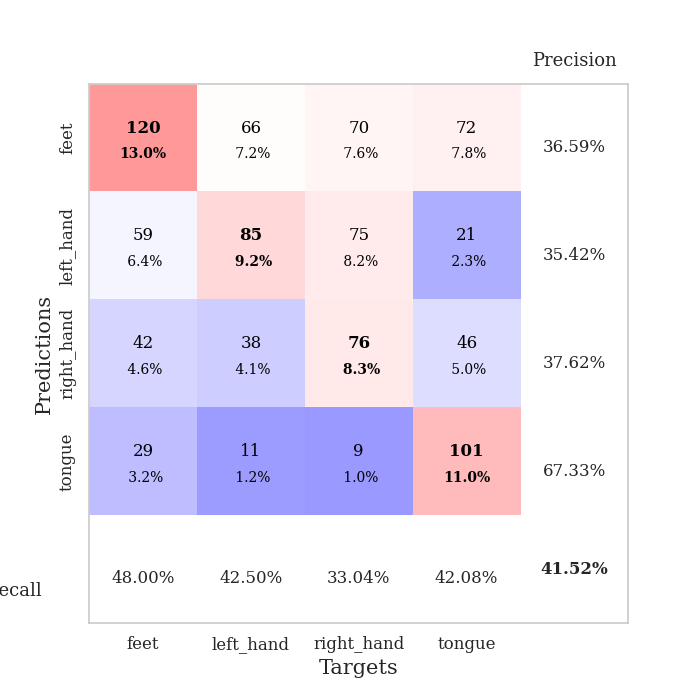 Precision
feet
120 66 70 72 36.59%
13.0% 7.2% 7.6% 7.8%
left_hand
59 85 75 21 35.42%
6.4% 9.2% 8.2% 2.3%
Predictions
right_hand
42 38 76 46 37.62%
4.6% 4.1% 8.3% 5.0%
tongue
29 11 9 101 67.33%
3.2% 1.2% 1.0% 11.0%
ecall 48.00% 42.50% 33.04% 42.08% 41.52%
feet left_hand right_hand tongue
Targets